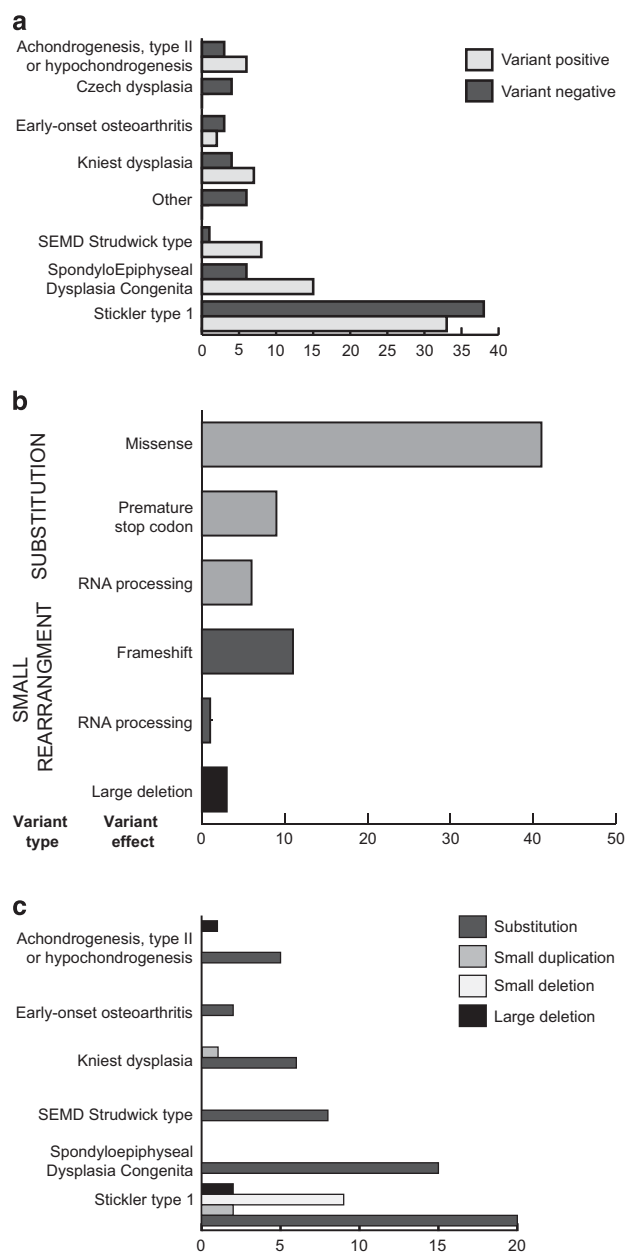 a
Achondrogenesis, type II
or hypochondrogenesis
Czech dysplasia
Early-onset osteoarthritis
Kniest dysplasia
Other
SEMD Strudwick type
SpondyloEpiphyseal
Dysplasia Congenita
Stickler type 1
0 5 10 15 20 25 30 35 40
Variant positive
Variant negative
b
SUBSTITUTION
SMALL
REARRANGMENT
Missense
Premature
stop codon
RNA processing
Frameshift
RNA processing
Large deletion
Variant
type
Variant
effect
0 10 20 30 40 50
c
Achondrogenesis, type II
or hypochondrogenesis
Early-onset osteoarthritis
Kniest dysplasia
SEMD Strudwick type
Spondyloepiphyseal
Dysplasia Congenita
Stickler type 1
0 5 10 15 20
Substitution
Small duplication
Small deletion
Large deletion